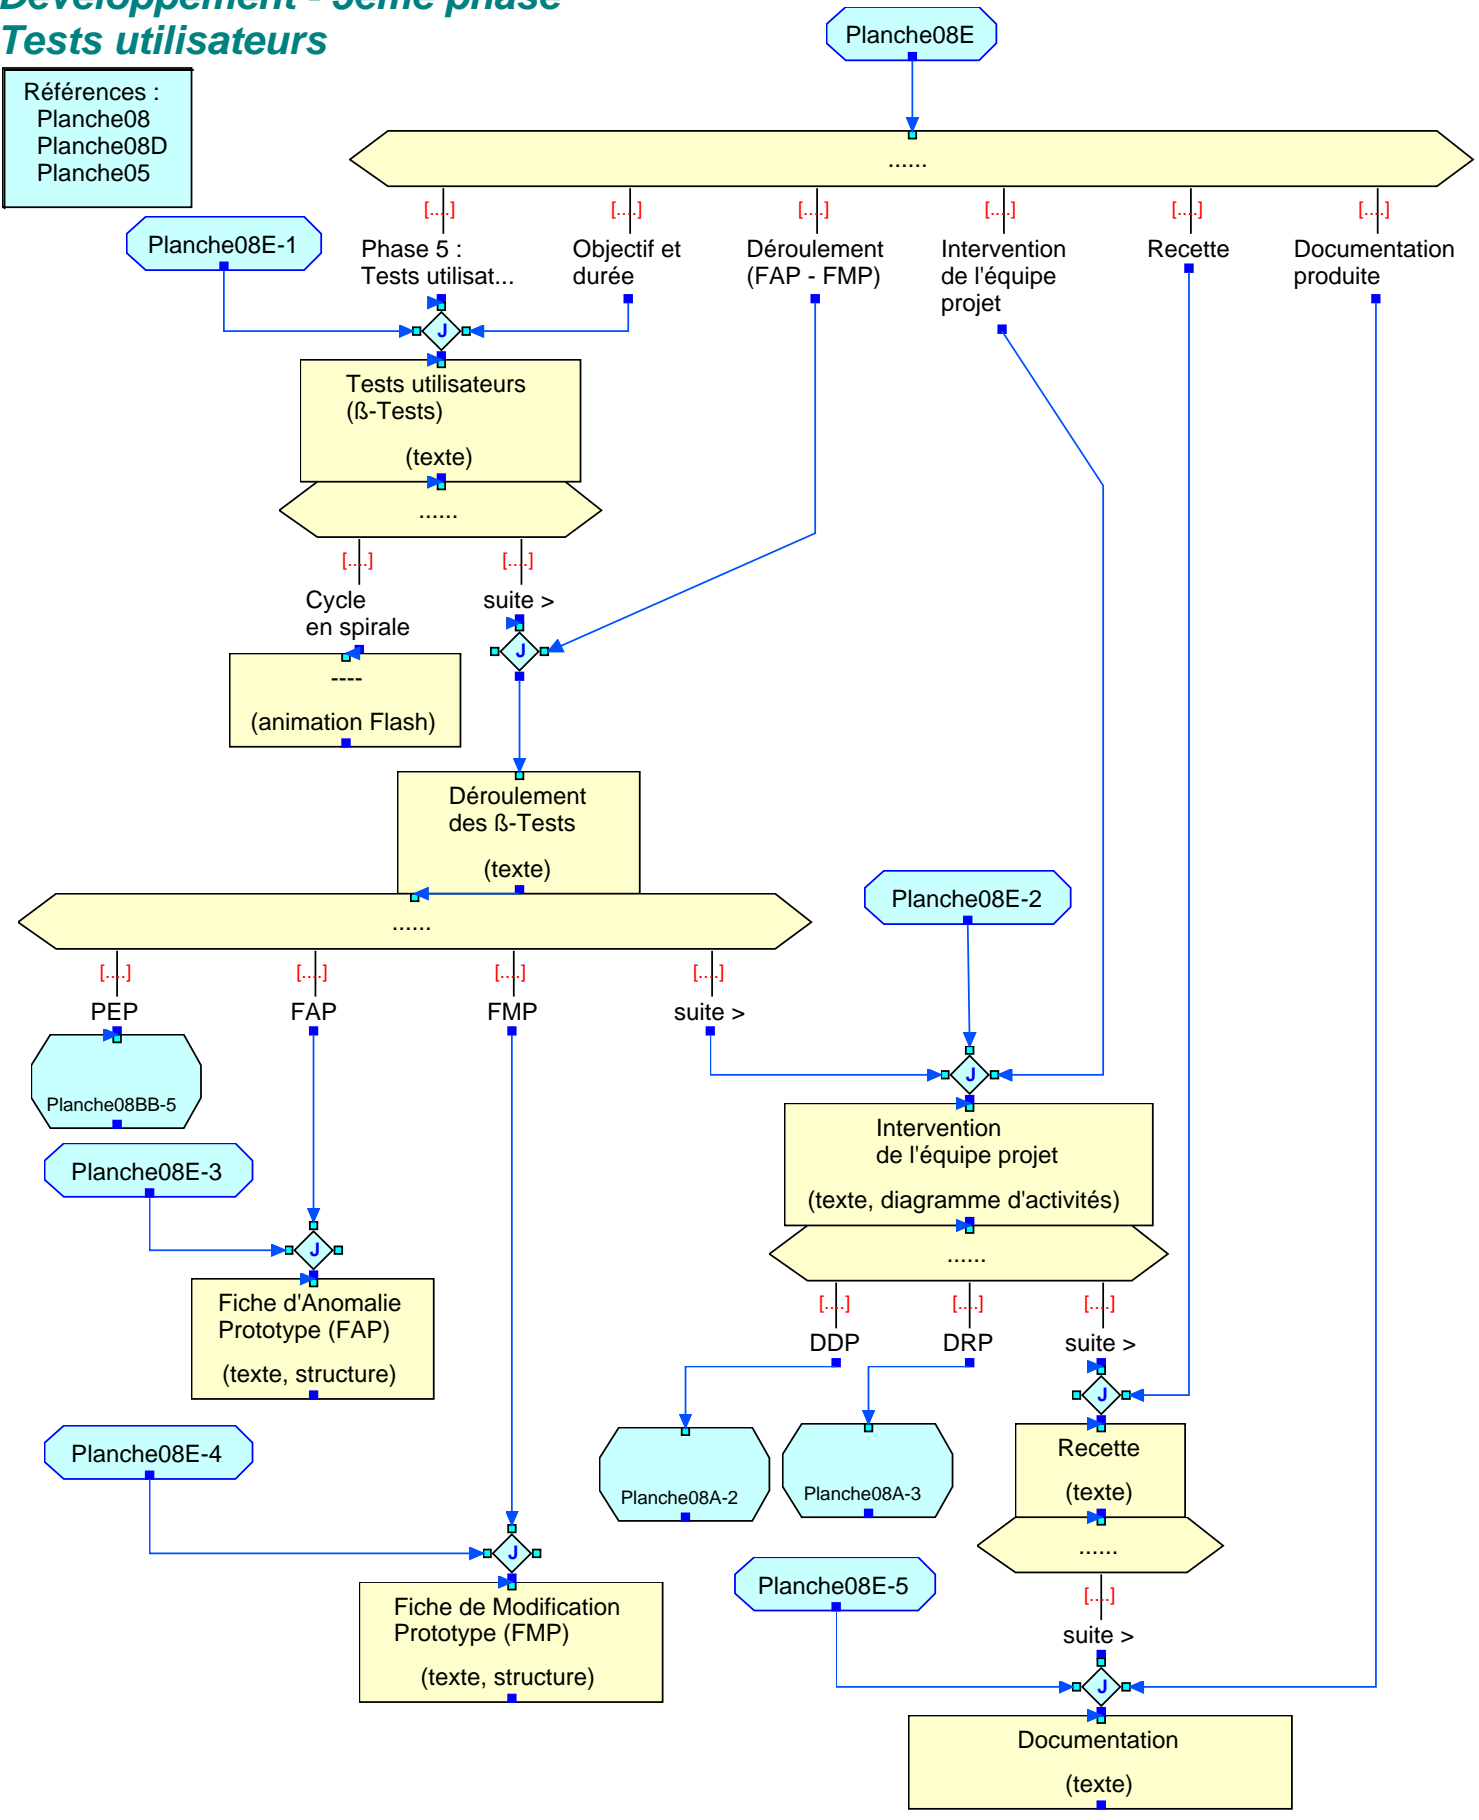 Développement - 5ème phase
Tests utilisateurs
Planche08E
Références :
Planche08
Planche08D
Planche05
......
[....]
[....]
[....]
[....]
[....]
[....]
Planche08E-1
Phase 5 :
Tests utilisat...
Objectif et
durée
Déroulement
(FAP - FMP)
Intervention
de l'équipe
projet
Recette
Documentation
produite
J
Tests utilisateurs
(ß-Tests)
(texte)
......
[....]
[....]
Cycle
en spirale
suite >
J
----
(animation Flash)
Déroulement
des ß-Tests
(texte)
......
Planche08E-2
[....]
[....]
[....]
[....]
PEP
FAP
FMP
suite >
J
Planche08BB-5
Intervention
de l'équipe projet
(texte, diagramme d'activités)
Planche08E-3
J
......
Fiche d'Anomalie
Prototype (FAP)
(texte, structure)
[....]
[....]
[....]
DDP
DRP
suite >
J
Planche08E-4
Planche08A-2
Planche08A-3
Recette
(texte)
......
J
Planche08E-5
[....]
Fiche de Modification
Prototype (FMP)
(texte, structure)
suite >
J
Documentation
(texte)